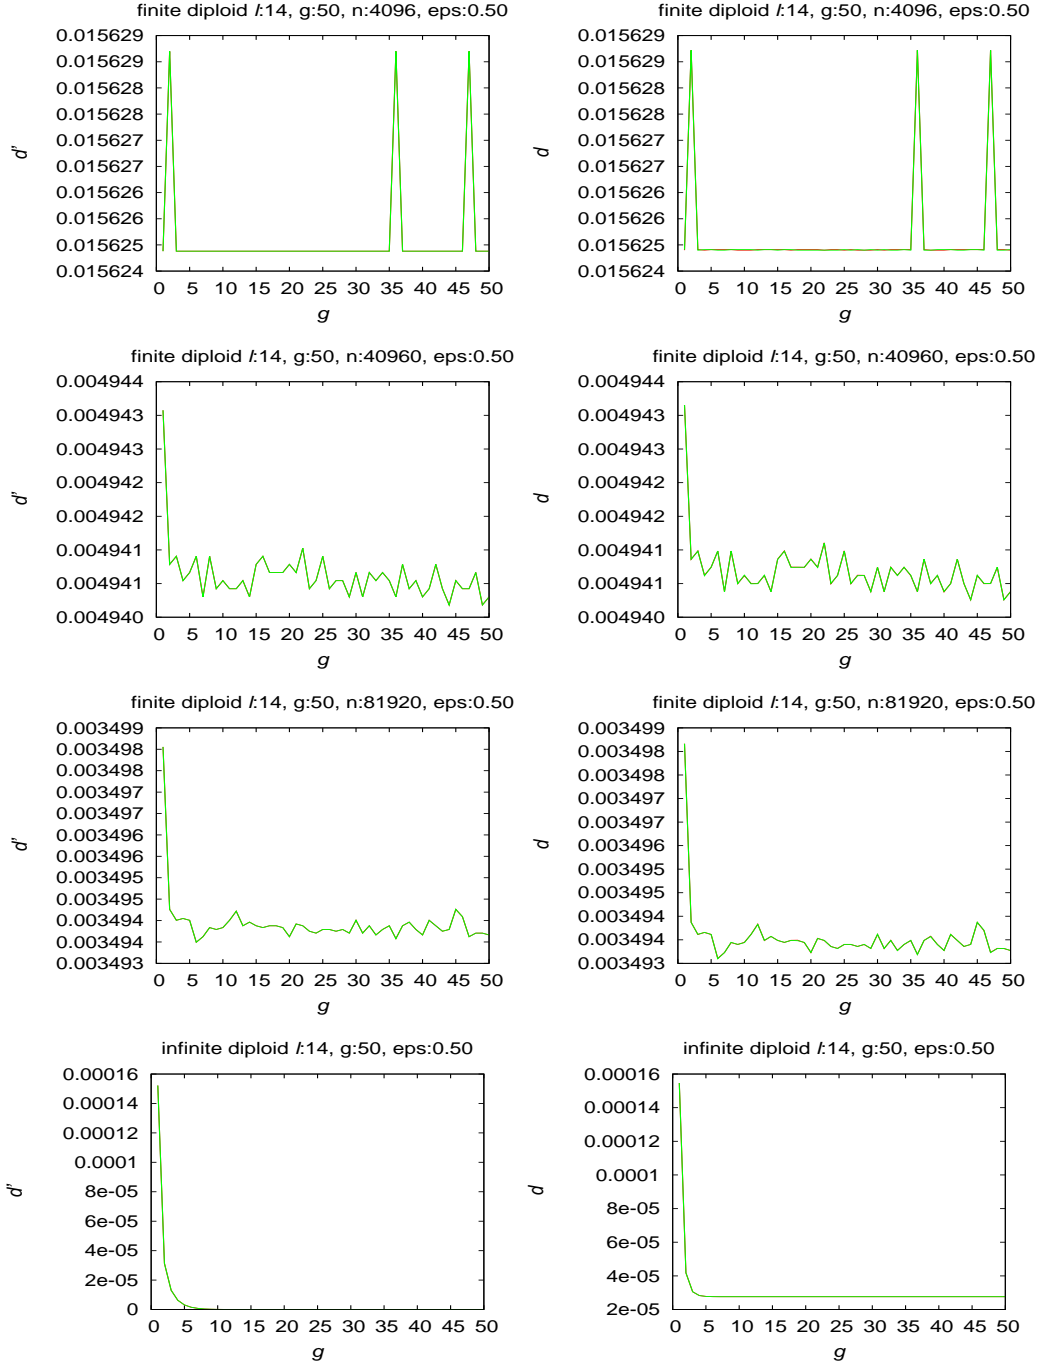 finite diploid l:14, g:50, n:4096, eps:0.50
0.015629
0.015629
0.015628
0.015628
0.015627
0.015627
0.015626
0.015626
0.015625
0.015624
d'
0 5 10 15 20 25 30 35 40 45 50
g
finite diploid l:14, g:50, n:4096, eps:0.50
0.015629
0.015629
0.015628
0.015628
0.015627
0.015627
0.015626
0.015626
0.015625
0.015624
d
0 5 10 15 20 25 30 35 40 45 50
g
finite diploid l:14, g:50, n:40960, eps:0.50
0.004944
0.004943
0.004943
0.004942
0.004942
0.004941
0.004941
0.004940
d'
0 5 10 15 20 25 30 35 40 45 50
g
finite diploid l:14, g:50, n:40960, eps:0.50
0.004944
0.004943
0.004943
0.004942
0.004942
0.004941
0.004941
0.004940
d
0 5 10 15 20 25 30 35 40 45 50
g
finite diploid l:14, g:50, n:81920, eps:0.50
0.003499
0.003498
0.003498
0.003497
0.003497
0.003496
0.003496
0.003495
0.003495
0.003494
0.003494
0.003493
d'
0 5 10 15 20 25 30 35 40 45 50
g
finite diploid l:14, g:50, n:81920, eps:0.50
0.003499
0.003498
0.003498
0.003497
0.003497
0.003496
0.003495
0.003495
0.003494
0.003494
0.003493
d
0 5 10 15 20 25 30 35 40 45 50
g
infinite diploid l:14, g:50, eps:0.50
0.00016
0.00014
0.00012
0.0001
8e-05
6e-05
4e-05
2e-05
0
d'
0 5 10 15 20 25 30 35 40 45 50
g
infinite diploid l:14, g:50, eps:0.50
0.00016
0.00014
0.00012
0.0001
8e-05
6e-05
4e-05
2e-05
d
0 5 10 15 20 25 30 35 40 45 50
g